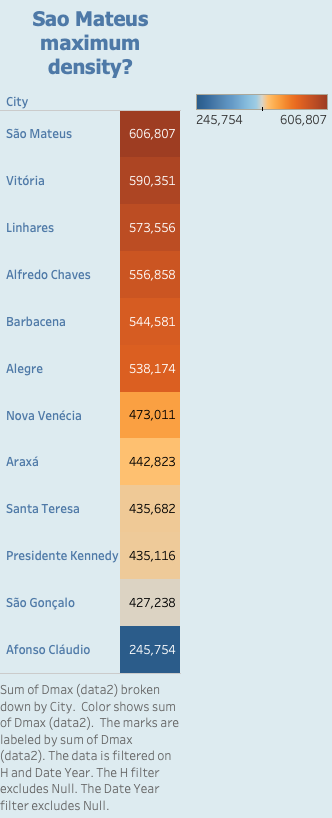 Sao Mateus
maximum
density?
City
245,754 606,807
São Mateus 606,807
Vitória 590,351
Linhares 573,556
Alfredo Chaves 556,858
Barbacena 544,581
Alegre 538,174
Nova Venécia 473,011
Araxá 442,823
Santa Teresa 435,682
Presidente Kennedy 435,116
São Gonçalo 427,238
Afonso Cláudio 245,754
Sum of Dmax (data2) broken
down by City.  Color shows sum
of Dmax (data2).  The marks are
labeled by sum of Dmax
(data2). The data is filtered on
H and Date Year. The H filter
excludes Null. The Date Year
filter excludes Null.